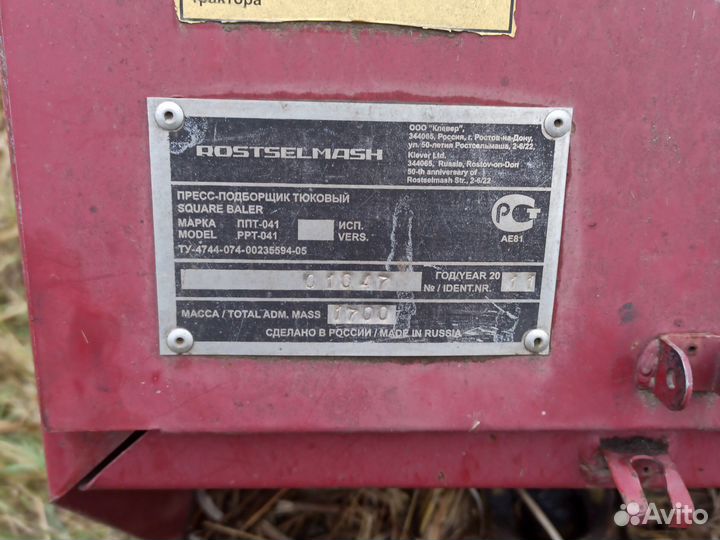 трактора
ROSTSELMASH
ООО "Клевер",
344065, Россия, г. Ростов-на-Дону,
ул. 50-летия Ростсельмаша, 2-6/22,
Klever Ltd.
344065, Russia, Rostov-on-Don
50-th anniversary of
Rostselmash Str., 2-6/22
ПРЕСС-ПОДБОРЩИК ТЮКОВЫЙ
SQUARE BALER
МАРКА ППТ-041 ИСП.
MODEL PPT-041 VERS.
ТУ-4744-074-00235594-05
РСТ
АЕ81
01047 ГОД/YEAR 20 11
№ / IDENT.NR.
МАССА / TOTAL ADM. MASS 1700
СДЕЛАНО В РОССИИ / MADE IN RUSSIA
Avito